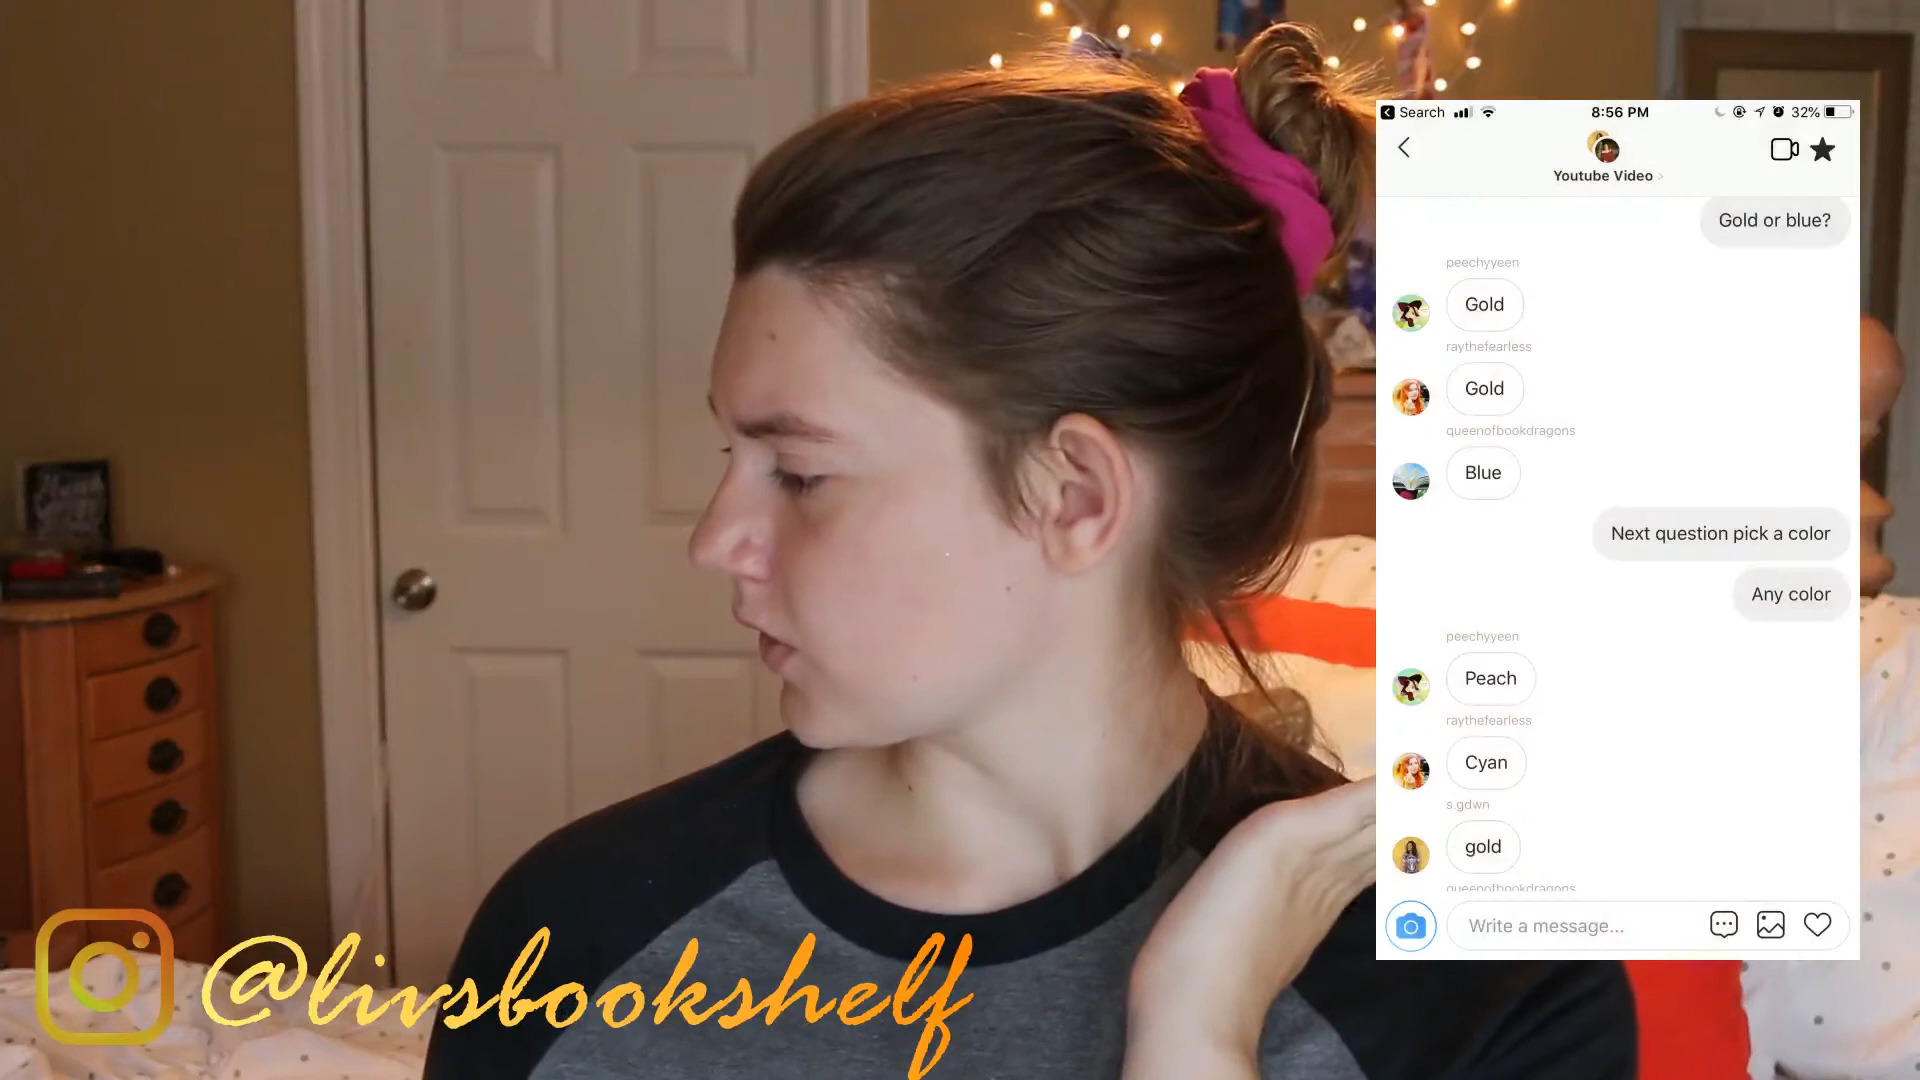 Search
8:56 PM
32%
Youtube Video
Gold or blue?
peechyyeen
Gold
raythefearless
Gold
queenofbookdragons
Blue
Next question pick a color
Any color
peechyyeen
Peach
raythefearless
Cyan
s.gdwn
gold
queenofbookdragons
Write a message...
@livsbookshelf